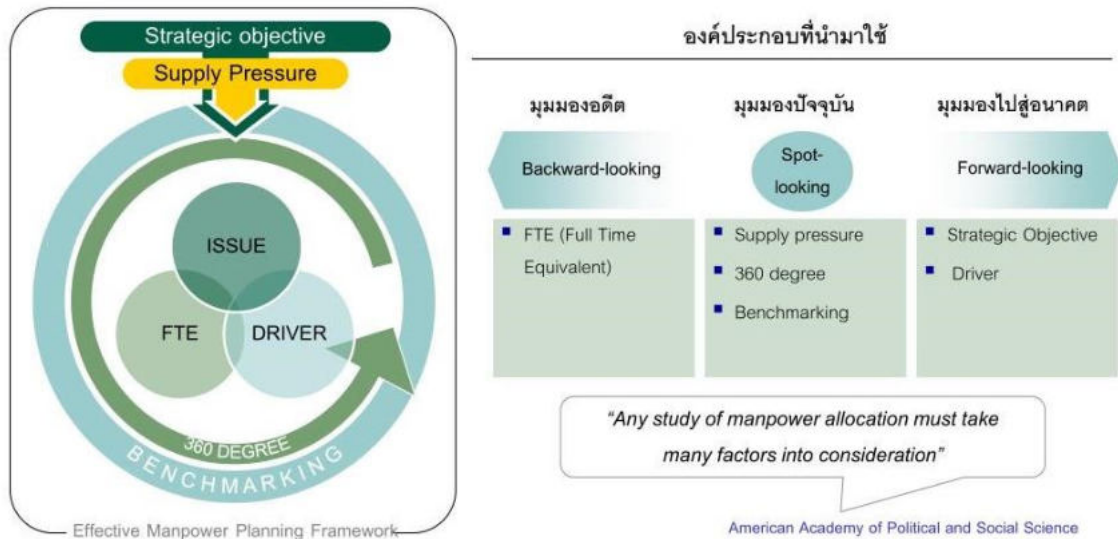 Strategic objective
Supply Pressure
ISSUE
FTE
DRIVER
360 DEGREE
BENCHMARKING
Effective Manpower Planning Framework
องค์ประกอบที่นำมาใช้
มุมมองอดีต
มุมมองปัจจุบัน
มุมมองไปสู่อนาคต
Backward-looking
Spot-
looking
Forward-looking
▪ FTE (Full Time
Equivalent)
▪ Supply pressure
▪ 360 degree
▪ Benchmarking
▪ Strategic Objective
▪ Driver
“Any study of manpower allocation must take
many factors into consideration”
American Academy of Political and Social Science